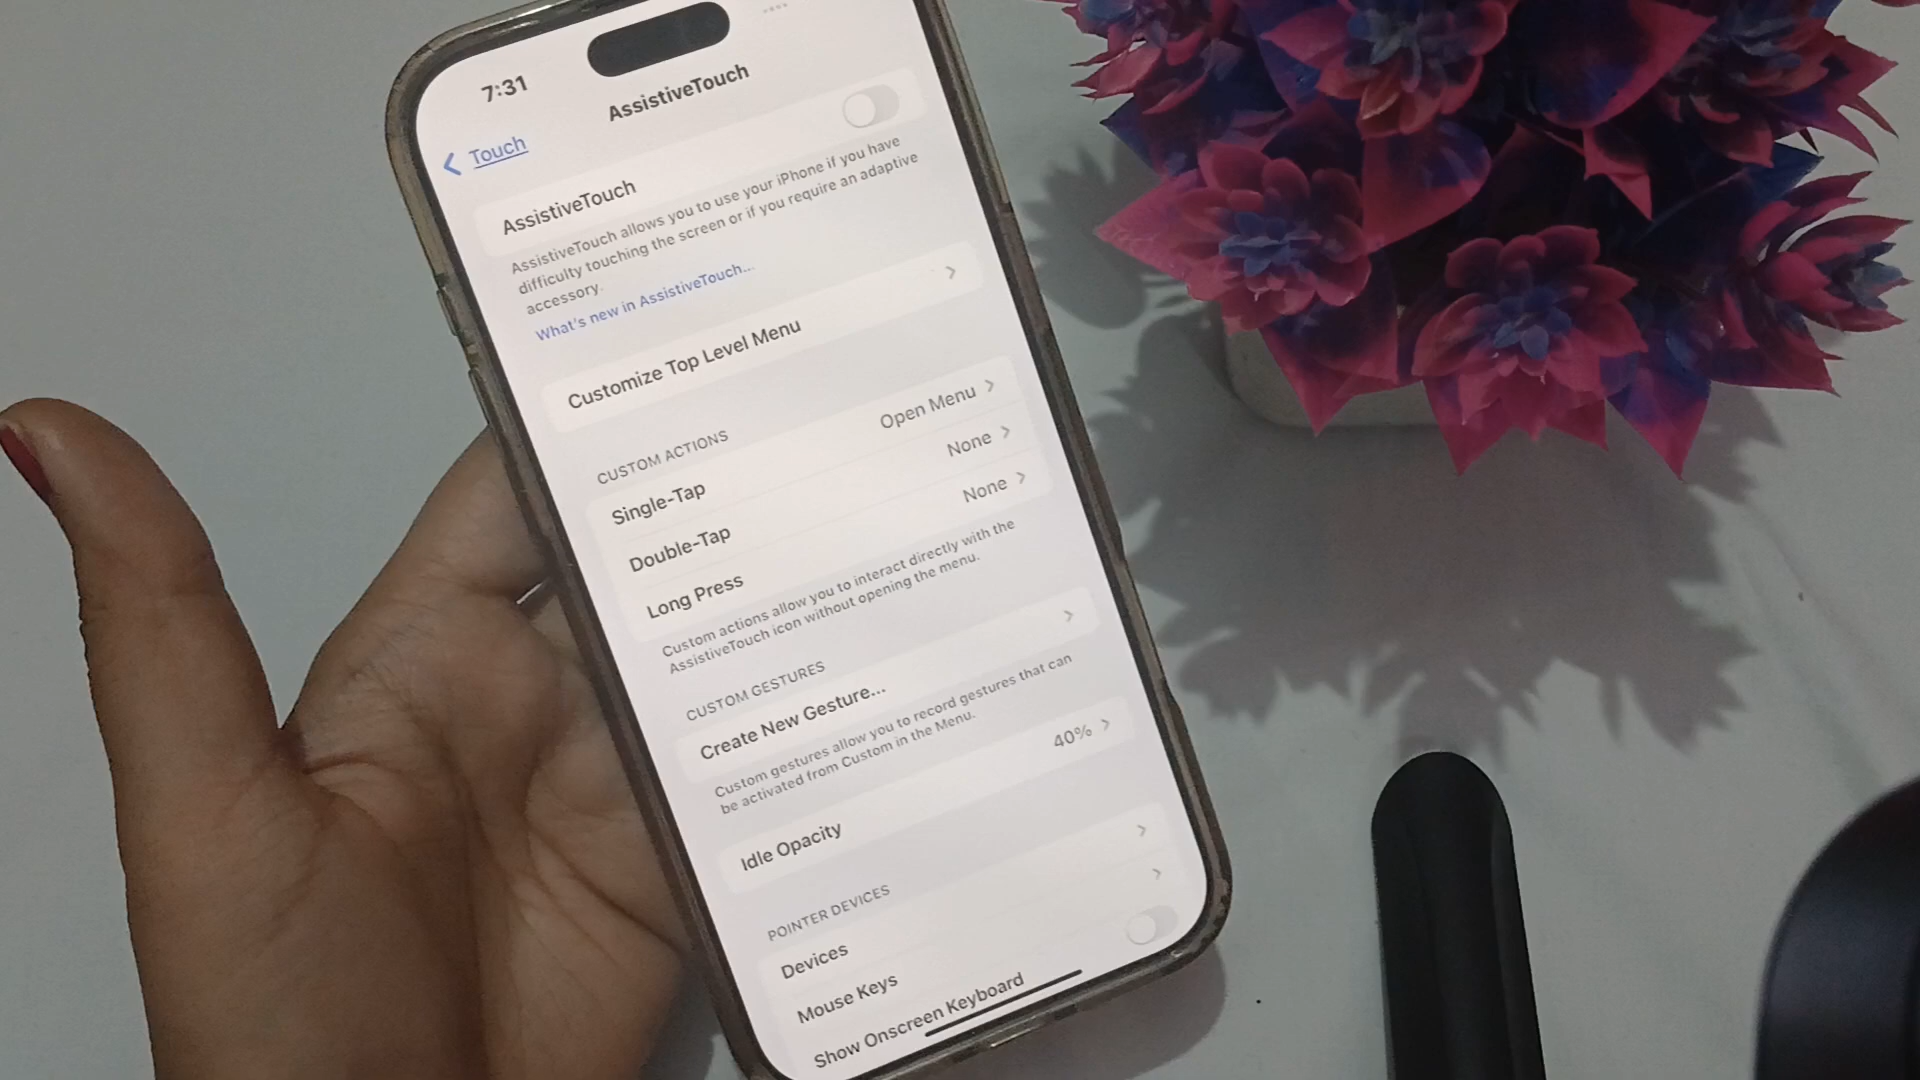 7:31
AssistiveTouch
Touch
AssistiveTouch
AssistiveTouch allows you to use your iPhone if you have
difficulty touching the screen or if you require an adaptive
accessory.
What's new in AssistiveTouch...
Customize Top Level Menu
CUSTOM ACTIONS
Single-Tap Open Menu
Double-Tap None
Long Press None
Custom actions allow you to interact directly with the
AssistiveTouch icon without opening the menu.
CUSTOM GESTURES
Create New Gesture...
Custom gestures allow you to record gestures that can
be activated from Custom in the Menu.
Idle Opacity 40%
POINTER DEVICES
Devices
Mouse Keys
Show Onscreen Keyboard